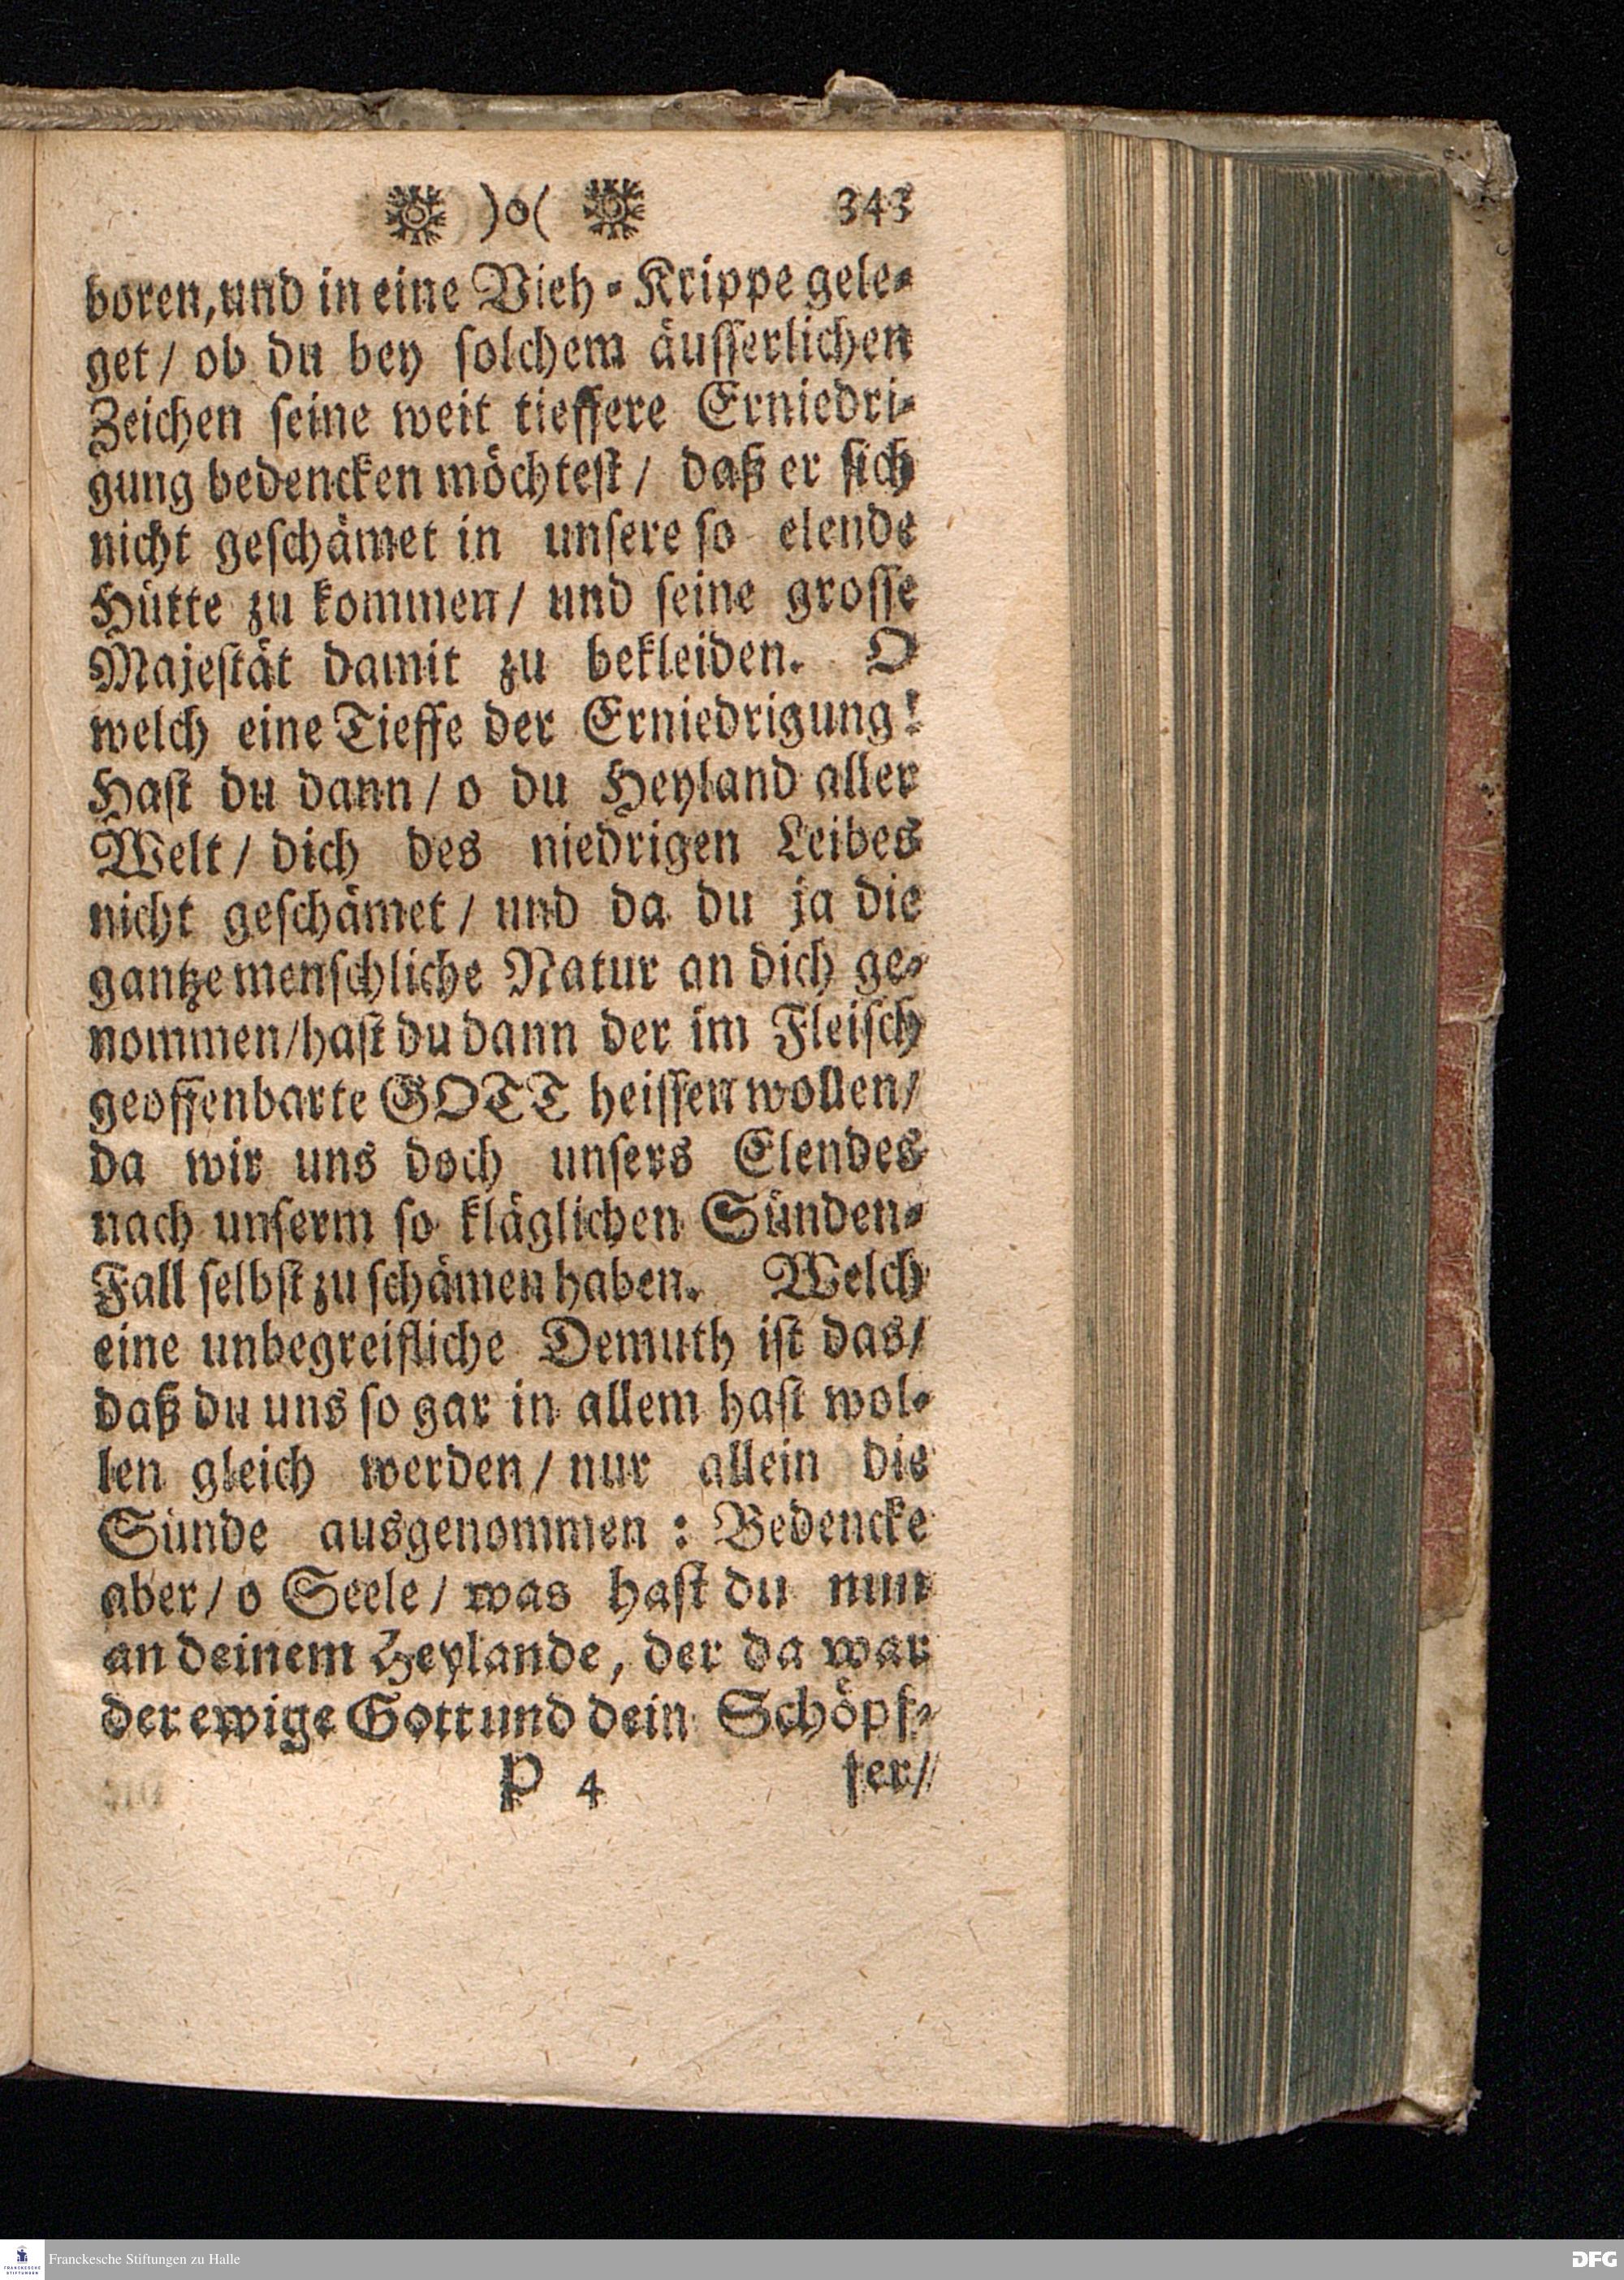 )o( 343
boren, und in eine Vieh-Krippe gele-
get / ob du bey solchem äusserlichen
Zeichen seine weit tieffere Erniedri-
gung bedencken möchtest / daß er sich
nicht geschämet in unsere so elende
Hütte zu kommen / und seine grosse
Majestät damit zu bekleiden. O
welch eine Tieffe der Erniedrigung!
Hast du dann / o du Heyland aller
Welt / dich des niedrigen Leibes
nicht geschämet / und da du ja die
gantze menschliche Natur an dich ge-
nommen / hast du dann der im Fleisch
geoffenbarte GOTT heissen wollen /
da wir uns doch unsers Elendes
nach unserm so kläglichen Sünden-
Fall selbst zu schämen haben. Welch
eine unbegreifliche Demuth ist das /
daß du uns so gar in allem hast wol-
len gleich werden / nur allein die
Sünde ausgenommen : Bedencke
aber / o Seele / was hast du nun
an deinem Heylande, der da war
der ewige Gott und dein Schöpf-
P 4 fer /
Franckesche Stiftungen zu Halle
DFG